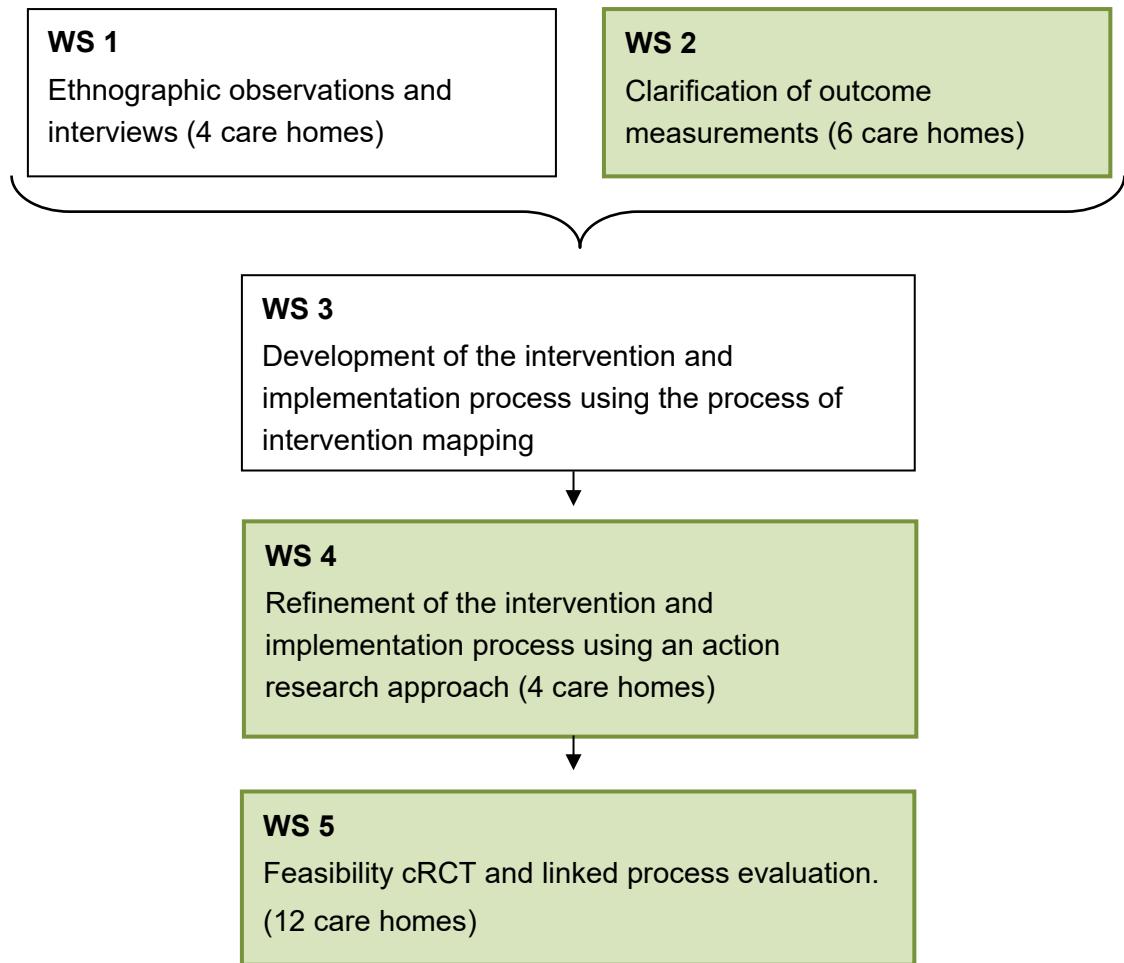 WS 1
Ethnographic observations and
interviews (4 care homes)
WS 2
Clarification of outcome
measurements (6 care homes)
WS 3
Development of the intervention and
implementation process using the process of
intervention mapping
WS 4
Refinement of the intervention and
implementation process using an action
research approach (4 care homes)
WS 5
Feasibility cRCT and linked process evaluation.
(12 care homes)